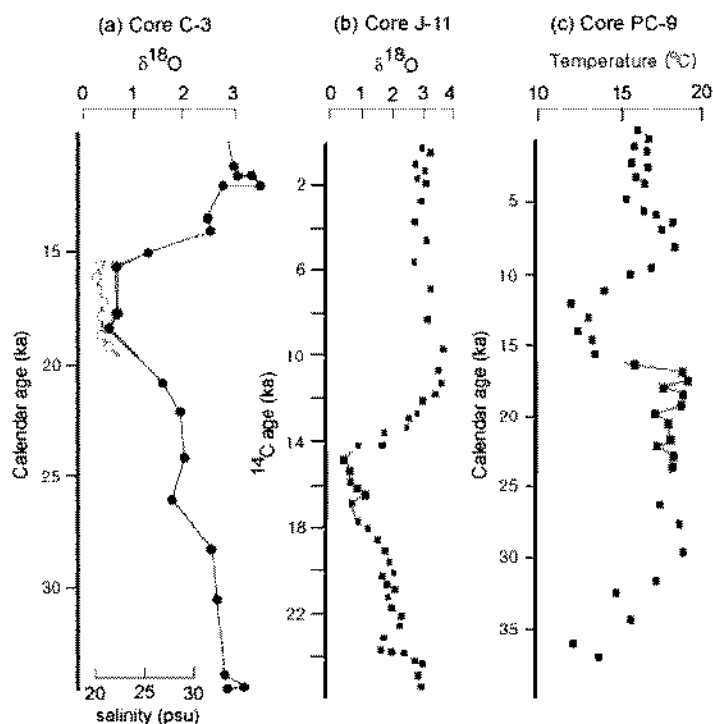 (a) Core C-3
δ18O
0 1 2 3
Calendar age (ka)
15
20
25
30
20 25 30
salinity (psu)
(b) Core J-11
δ18O
0 1 2 3 4
14C age (ka)
2
6
10
14
18
22
(c) Core PC-9
Temperature (°C)
10 15 20
Calendar age (ka)
5
10
15
20
25
30
35